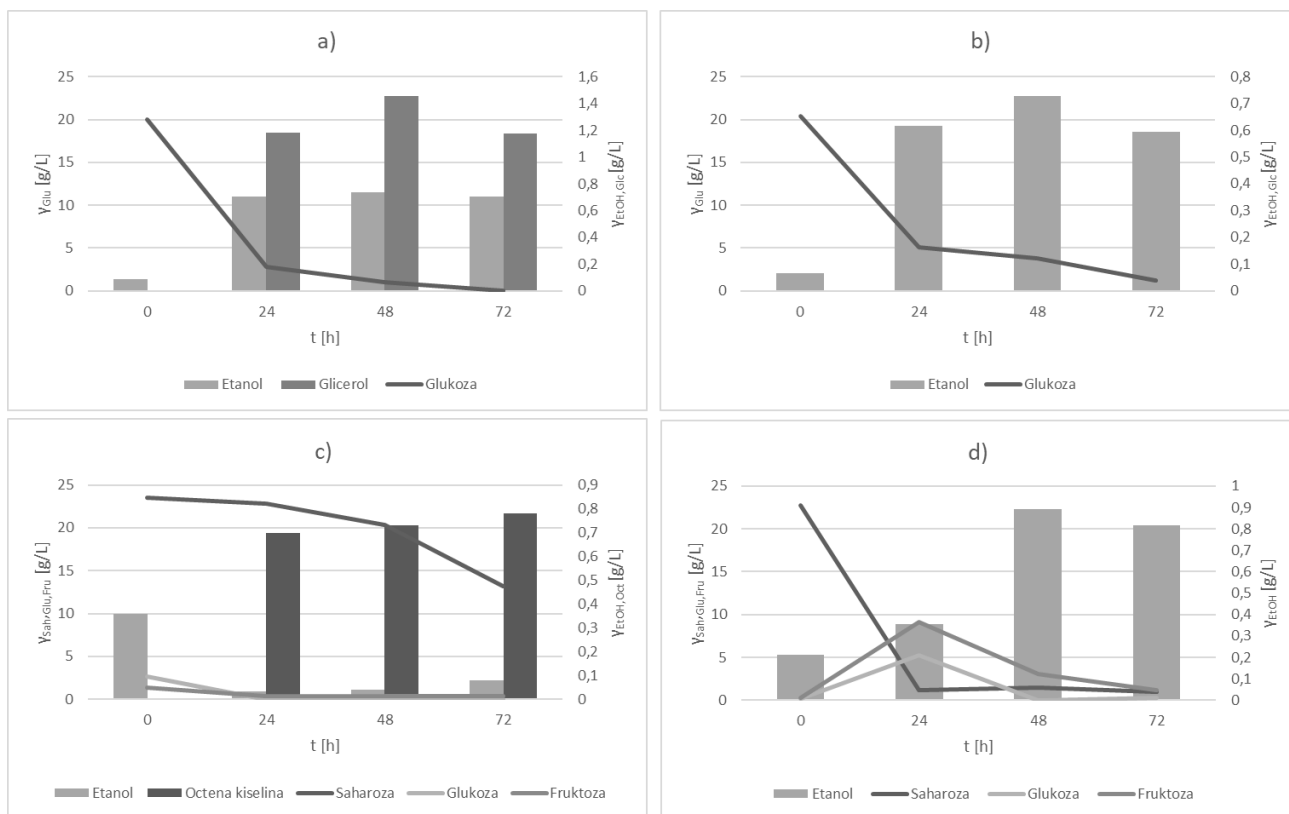 a)
25
20
15
10
5
0
γGlu [g/L]
1,6
1,4
1,2
1
0,8
0,6
0,4
0,2
0
γEtOH,Glc[g/L]
0 24 48 72
t [h]
Etanol Glicerol Glukoza
b)
25
20
15
10
5
0
γGlu [g/L]
0,8
0,7
0,6
0,5
0,4
0,3
0,2
0,1
0
γEtOH,Glc[g/L]
0 24 48 72
t [h]
Etanol Glukoza
c)
25
20
15
10
5
0
γSah,Glu,Fru [g/L]
0,9
0,8
0,7
0,6
0,5
0,4
0,3
0,2
0,1
0
γEtOH,Oct[g/L]
0 24 48 72
t [h]
Etanol Octena kiselina Saharoza Glukoza Fruktoza
d)
25
20
15
10
5
0
γSah,Glu,Fru [g/L]
1
0,9
0,8
0,7
0,6
0,5
0,4
0,3
0,2
0,1
0
γEtOH [g/L]
0 24 48 72
t [h]
Etanol Saharoza Glukoza Fruktoza